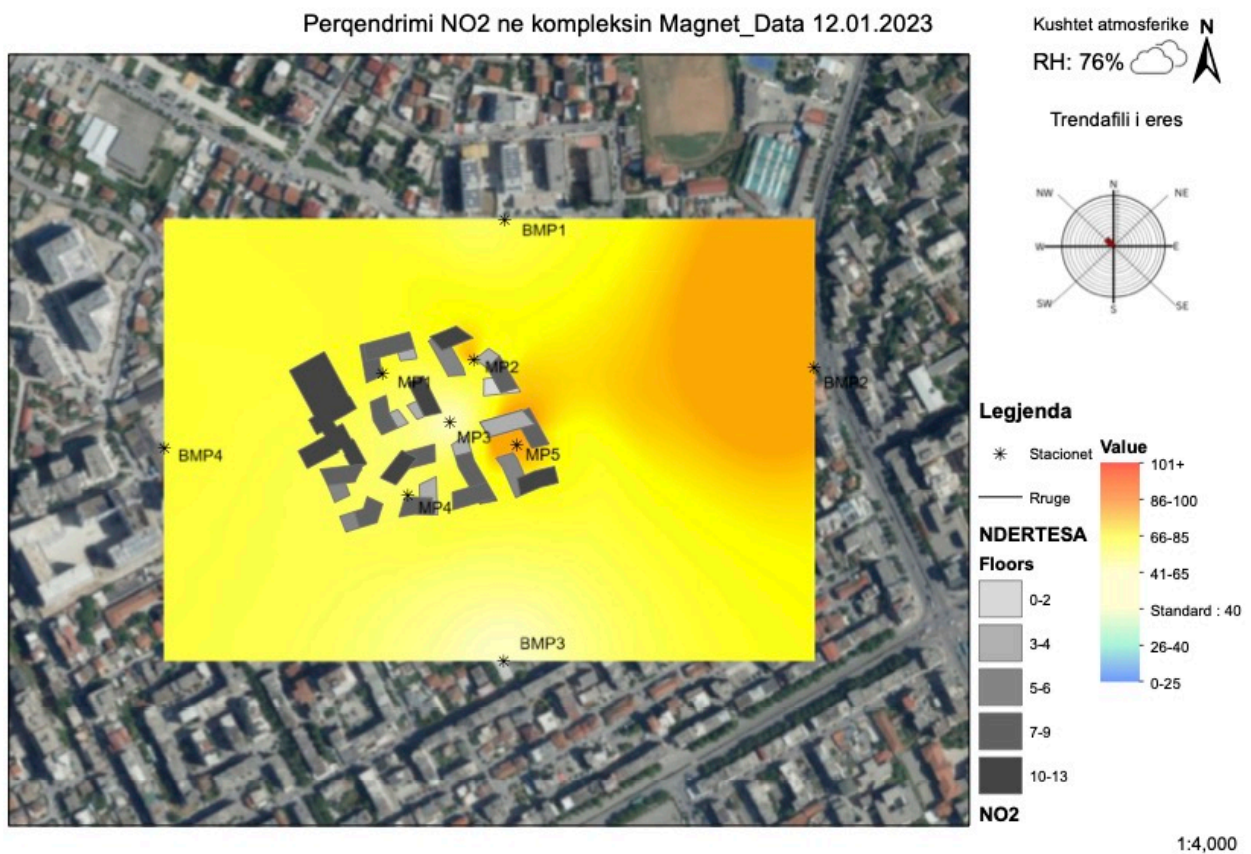 Perqendrimi NO2 ne kompleksin Magnet_Data 12.01.2023
Kushtet atmosferike
N
RH: 76%
Trendafili i eres
N
NW
NE
W
E
SW
SE
S
BMP1
MP2
MP1
BMP2
MP3
MP5
BMP4
MP4
BMP3
Legjenda
Stacionet
Rruge
NDERTESA
Floors
0-2
3-4
5-6
7-9
10-13
NO2
Value
101+
86-100
66-85
41-65
Standard : 40
26-40
0-25
1:4,000